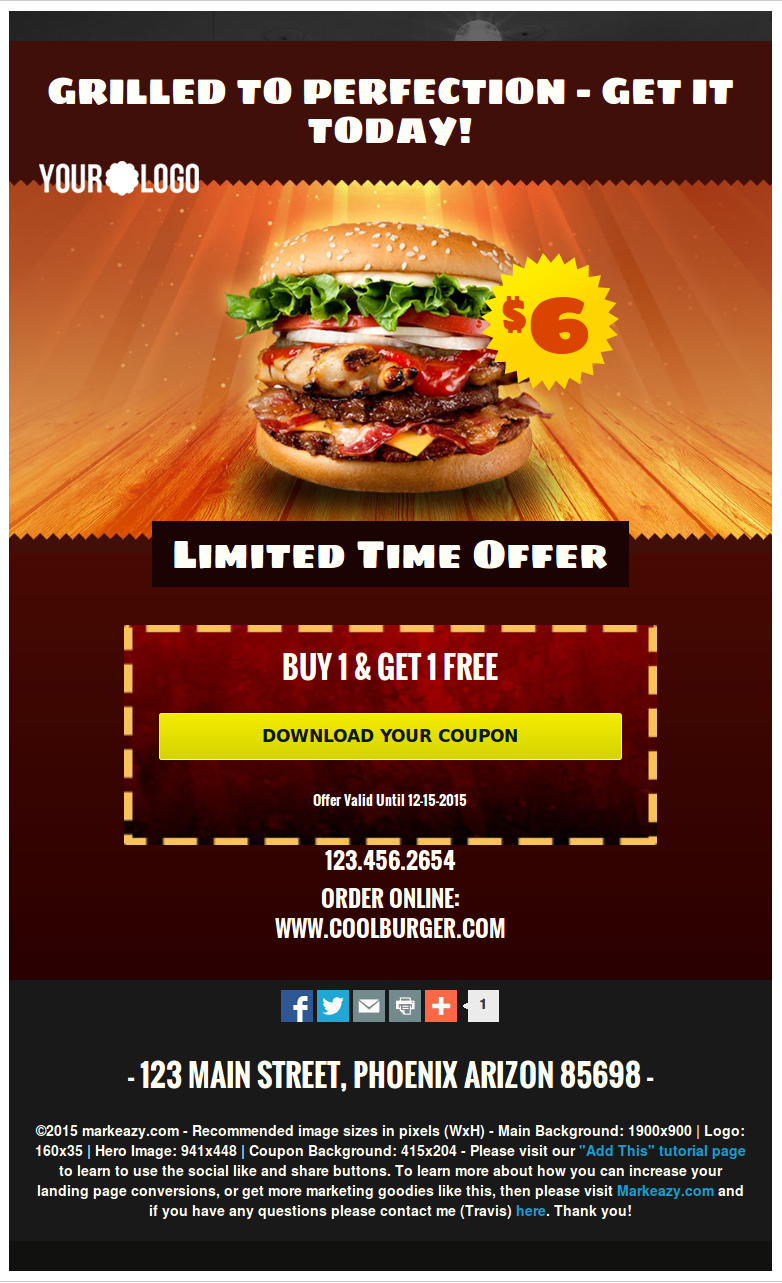 GRILLED TO PERFECTION - GET IT
TODAY!
YOUR LOGO
$6
LIMITED TIME OFFER
BUY 1 & GET 1 FREE
DOWNLOAD YOUR COUPON
Offer Valid Until 12-15-2015
123.456.2654
ORDER ONLINE:
WWW.COOLBURGER.COM
1
- 123 MAIN STREET, PHOENIX ARIZON 85698 -
©2015 markeazy.com - Recommended image sizes in pixels (WxH) - Main Background: 1900x900 | Logo:
160x35 | Hero Image: 941x448 | Coupon Background: 415x204 - Please visit our "Add This" tutorial page
to learn to use the social like and share buttons. To learn more about how you can increase your
landing page conversions, or get more marketing goodies like this, then please visit Markeazy.com and
if you have any questions please contact me (Travis) here. Thank you!